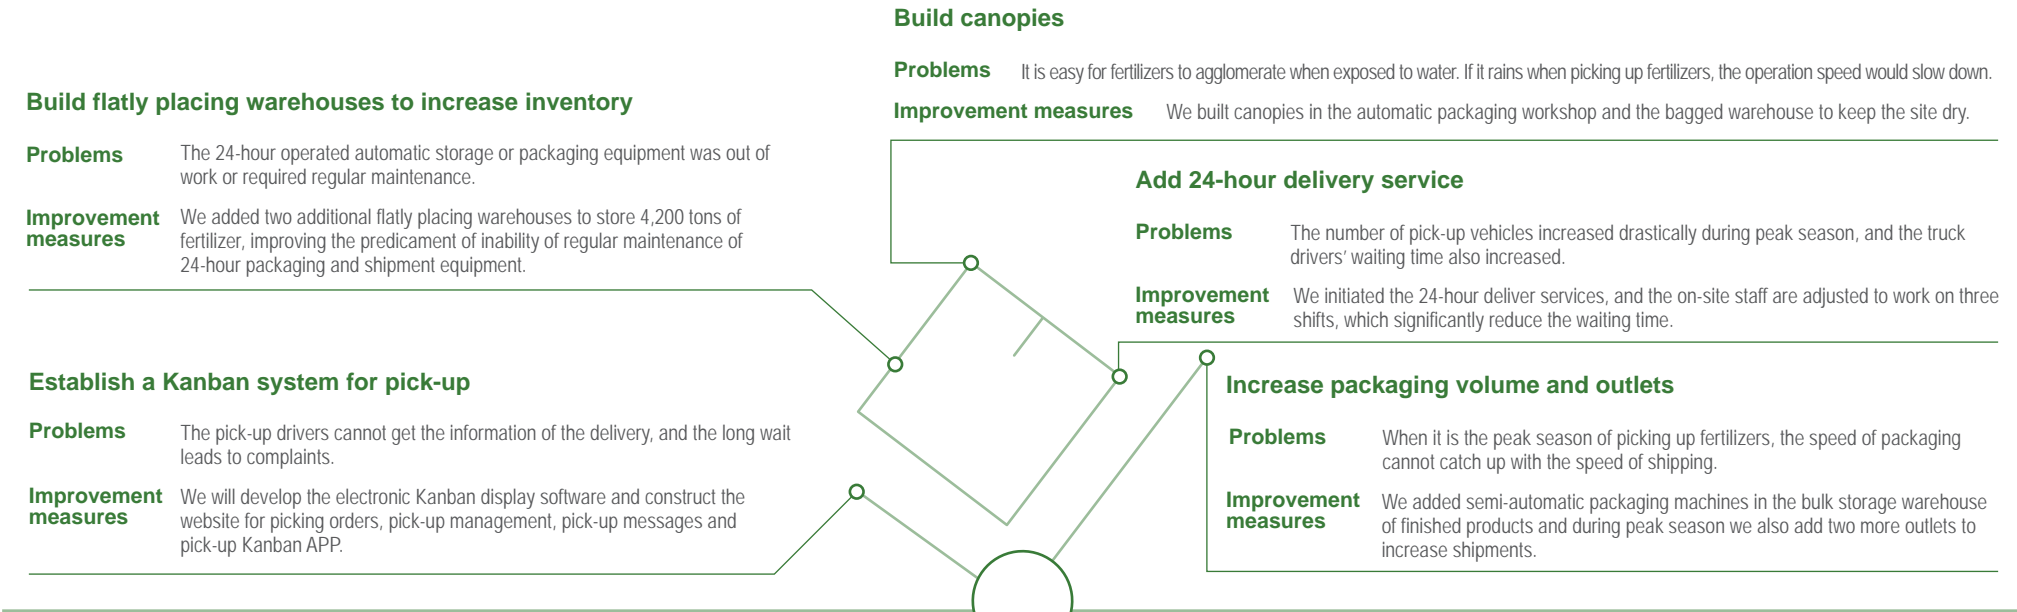 Build canopies
Problems It is easy for fertilizers to agglomerate when exposed to water. If it rains when picking up fertilizers, the operation speed would slow down.
Improvement measures We built canopies in the automatic packaging workshop and the bagged warehouse to keep the site dry.
Build flatly placing warehouses to increase inventory
Problems
The 24-hour operated automatic storage or packaging equipment was out of
work or required regular maintenance.
Improvement
measures
We added two additional flatly placing warehouses to store 4,200 tons of
fertilizer, improving the predicament of inability of regular maintenance of
24-hour packaging and shipment equipment.
Add 24-hour delivery service
Problems
The number of pick-up vehicles increased drastically during peak season, and the truck
drivers' waiting time also increased.
Improvement
measures
We initiated the 24-hour deliver services, and the on-site staff are adjusted to work on three
shifts, which significantly reduce the waiting time.
Establish a Kanban system for pick-up
Problems
The pick-up drivers cannot get the information of the delivery, and the long wait
leads to complaints.
Improvement
measures
We will develop the electronic Kanban display software and construct the
website for picking orders, pick-up management, pick-up messages and
pick-up Kanban APP.
Increase packaging volume and outlets
Problems
When it is the peak season of picking up fertilizers, the speed of packaging
cannot catch up with the speed of shipping.
Improvement
measures
We added semi-automatic packaging machines in the bulk storage warehouse
of finished products and during peak season we also add two more outlets to
increase shipments.